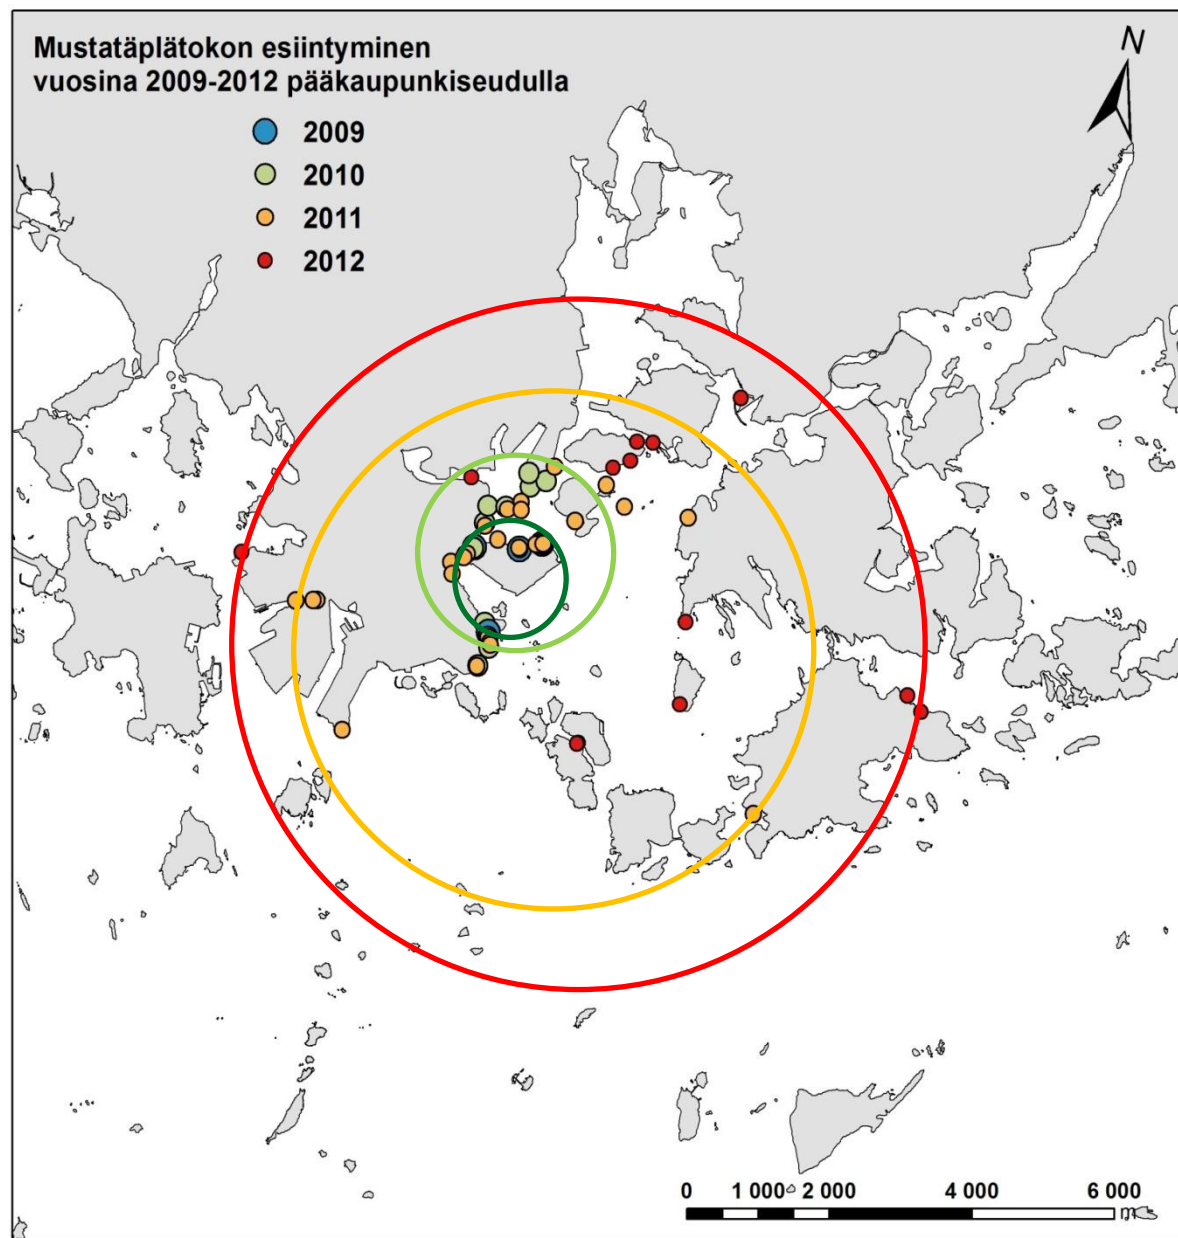 Mustatäplätokon esiintyminen
vuosina 2009-2012 pääkaupunkiseudulla
N
2009
2010
2011
2012
0 1 000 2 000 4 000 6 000
m